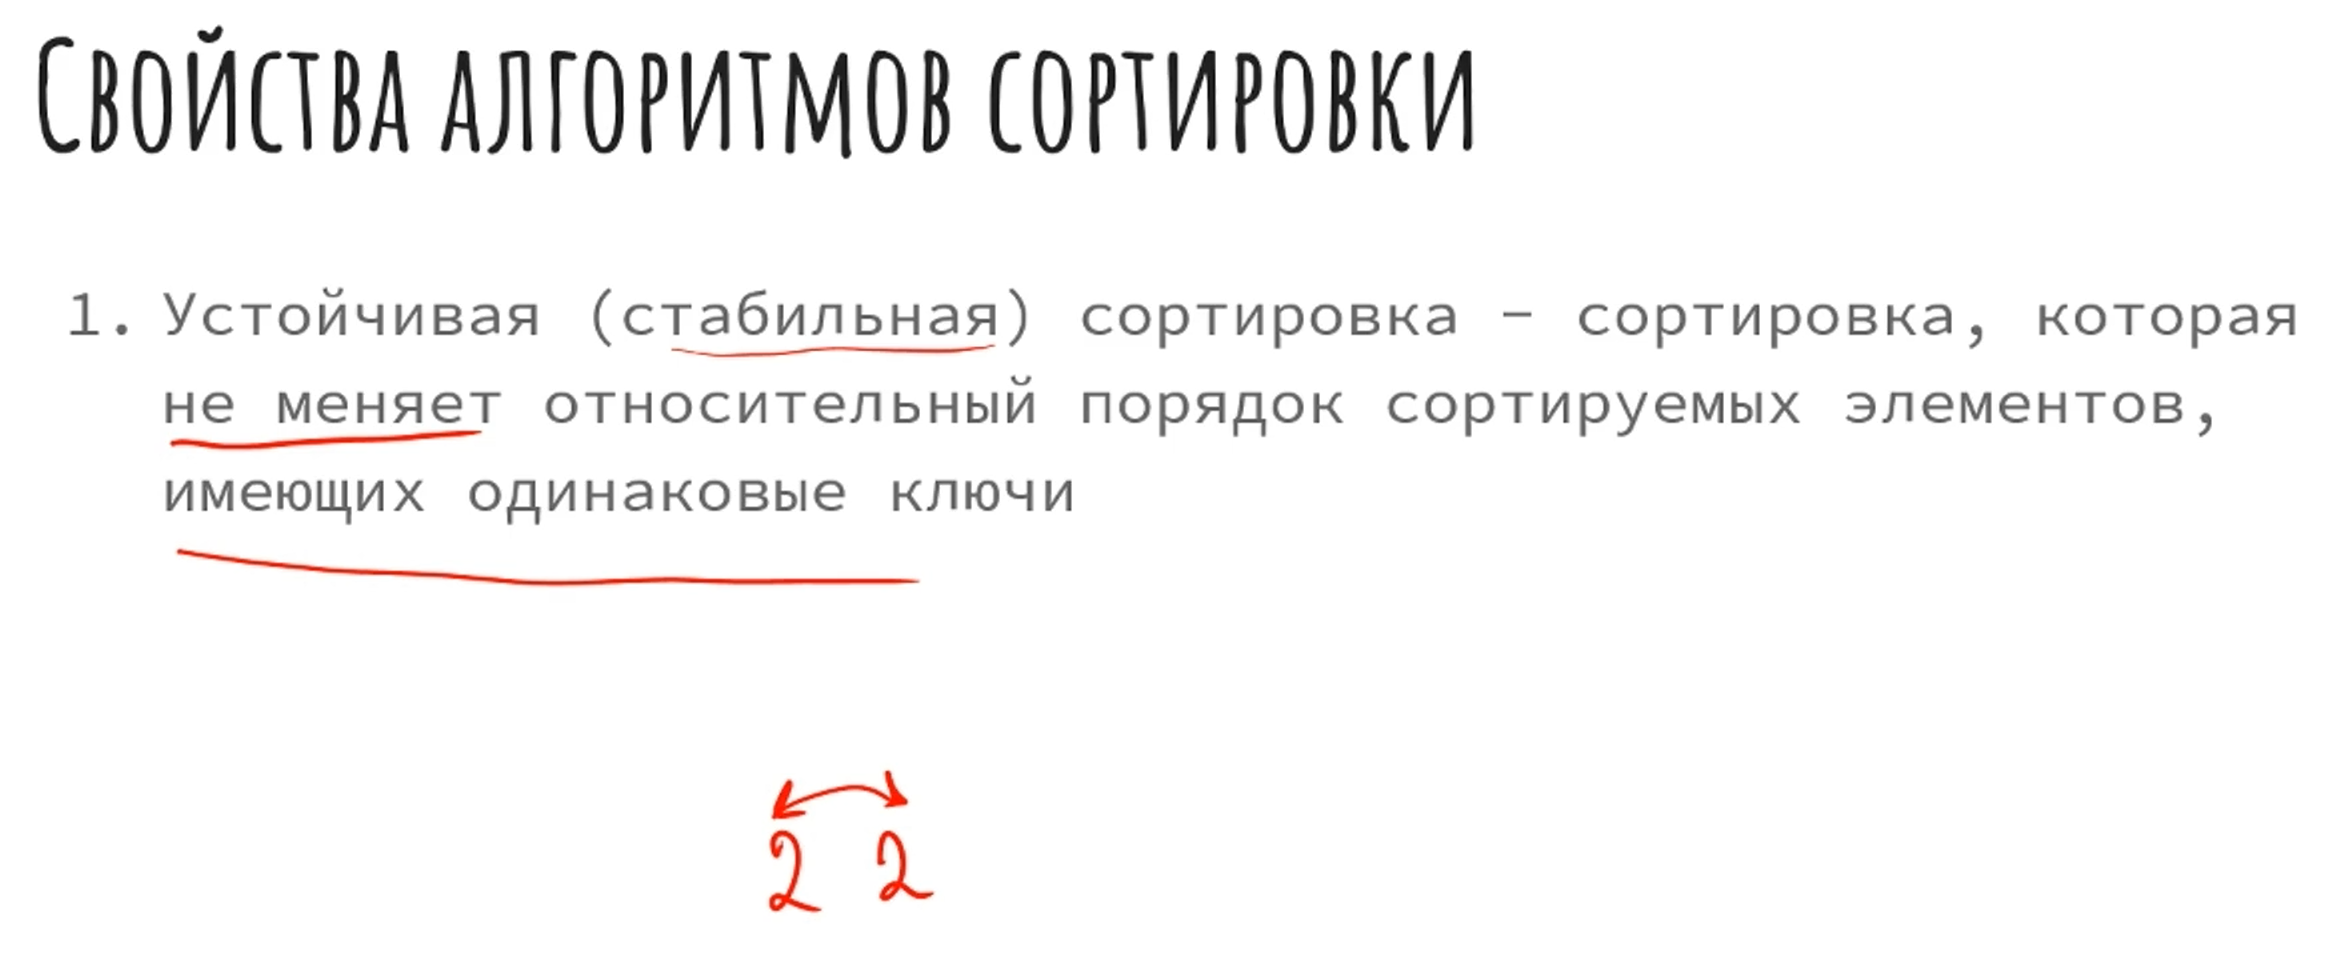 Свойства алгоритмов сортировки
1. Устойчивая (стабильная) сортировка - сортировка, которая
не меняет относительный порядок сортируемых элементов,
имеющих одинаковые ключи
2 2